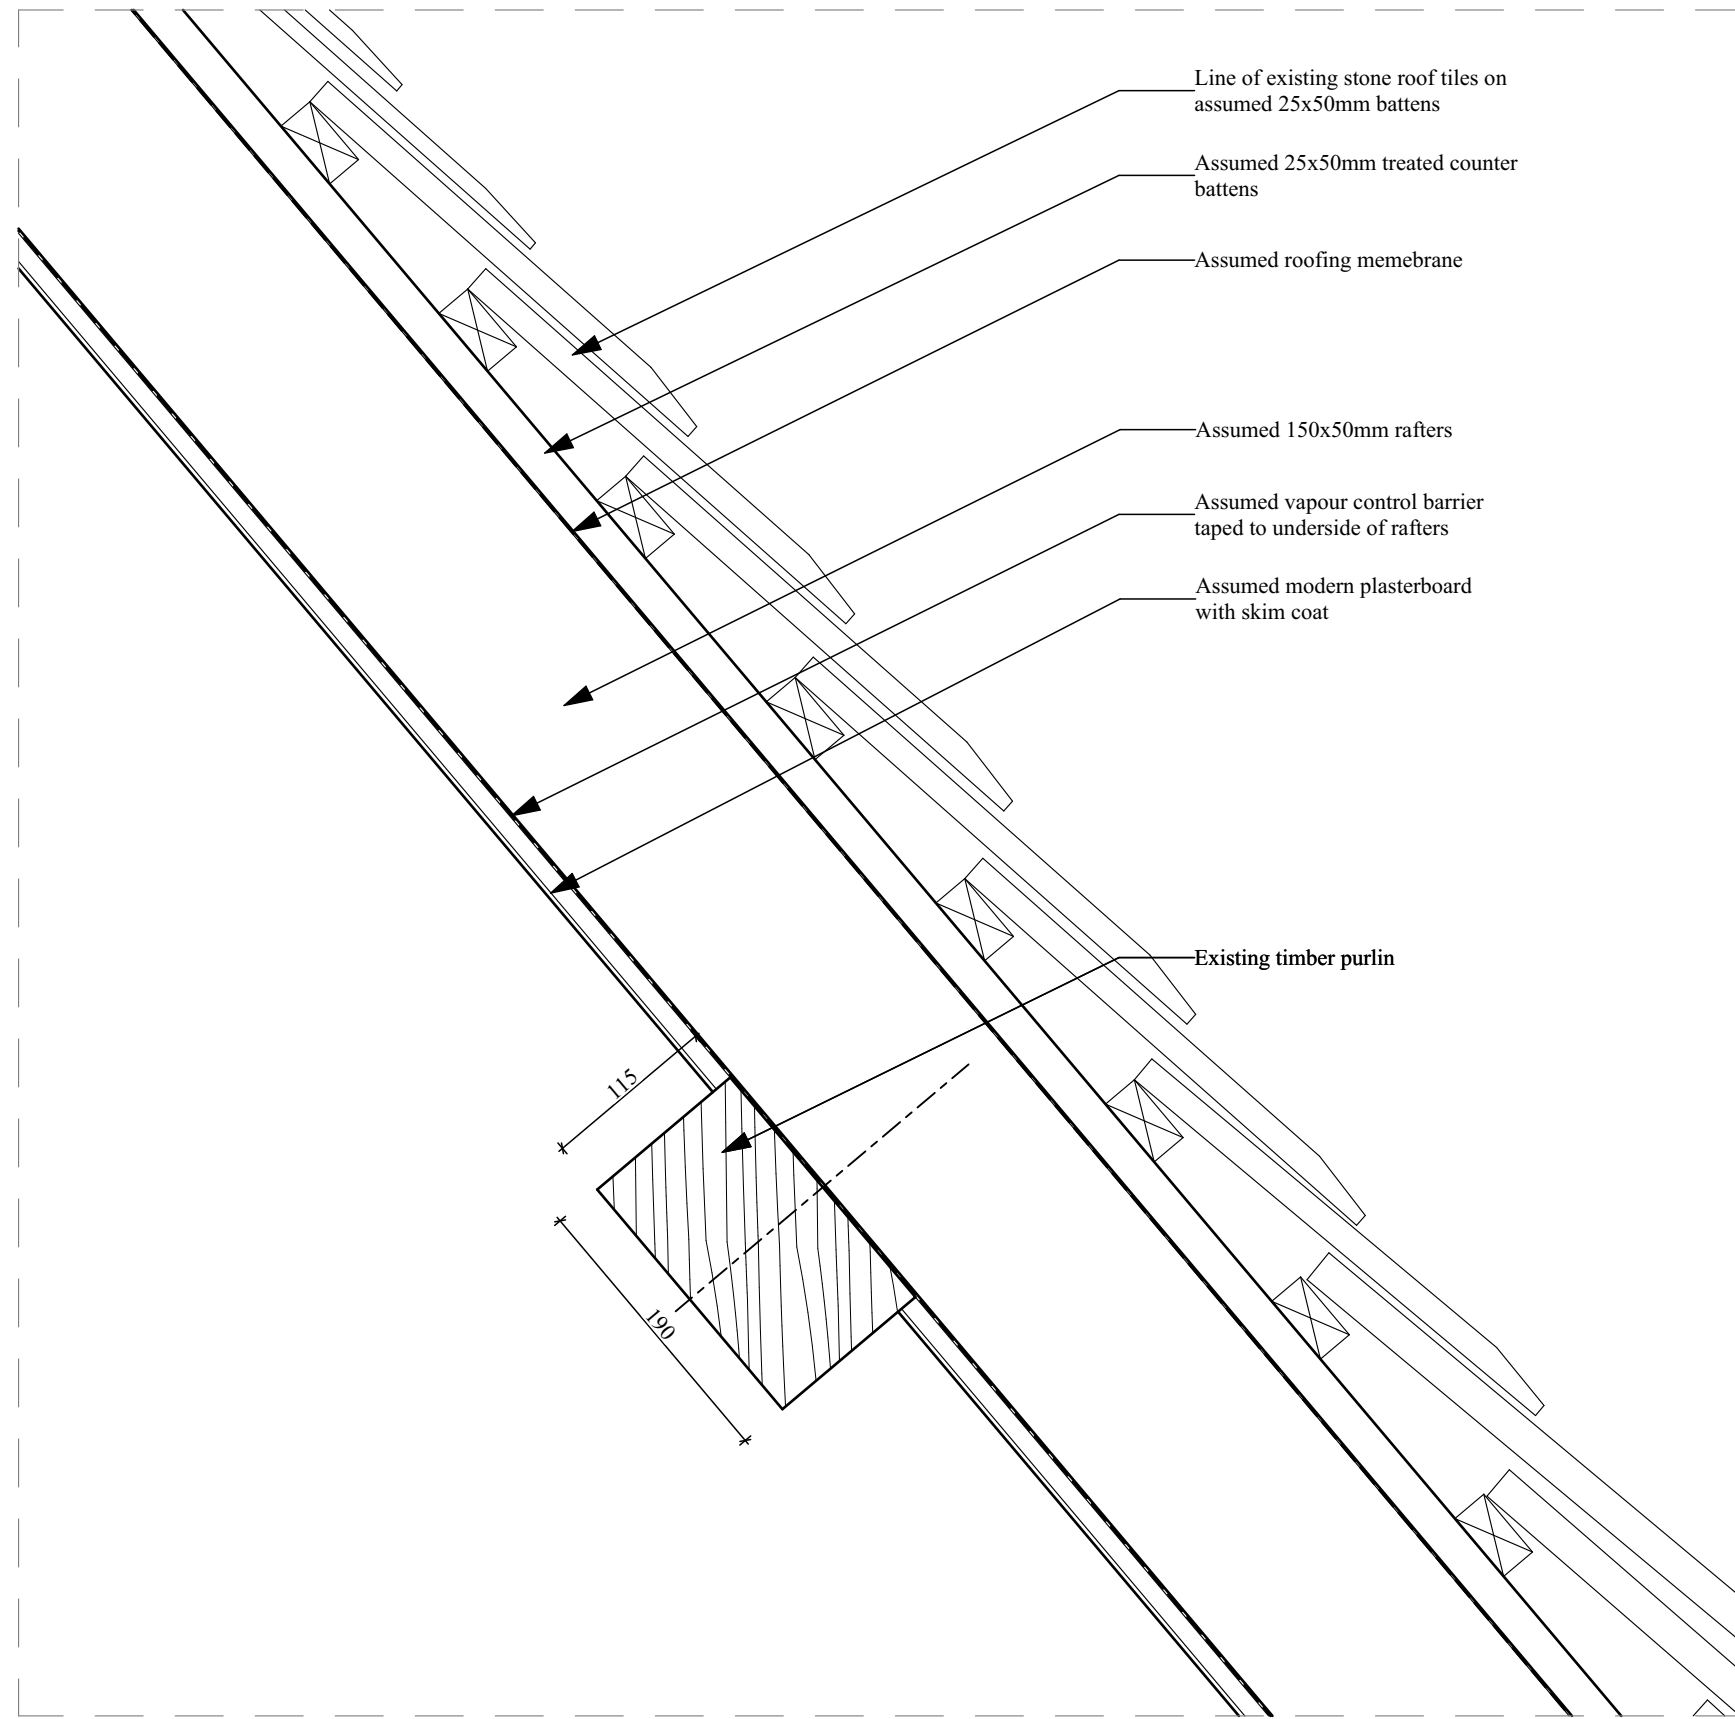 Line of existing stone roof tiles on
assumed 25x50mm battens
Assumed 25x50mm treated counter
battens
Assumed roofing memebrane
Assumed 150x50mm rafters
Assumed vapour control barrier
taped to underside of rafters
Assumed modern plasterboard
with skim coat
Existing timber purlin
115
190